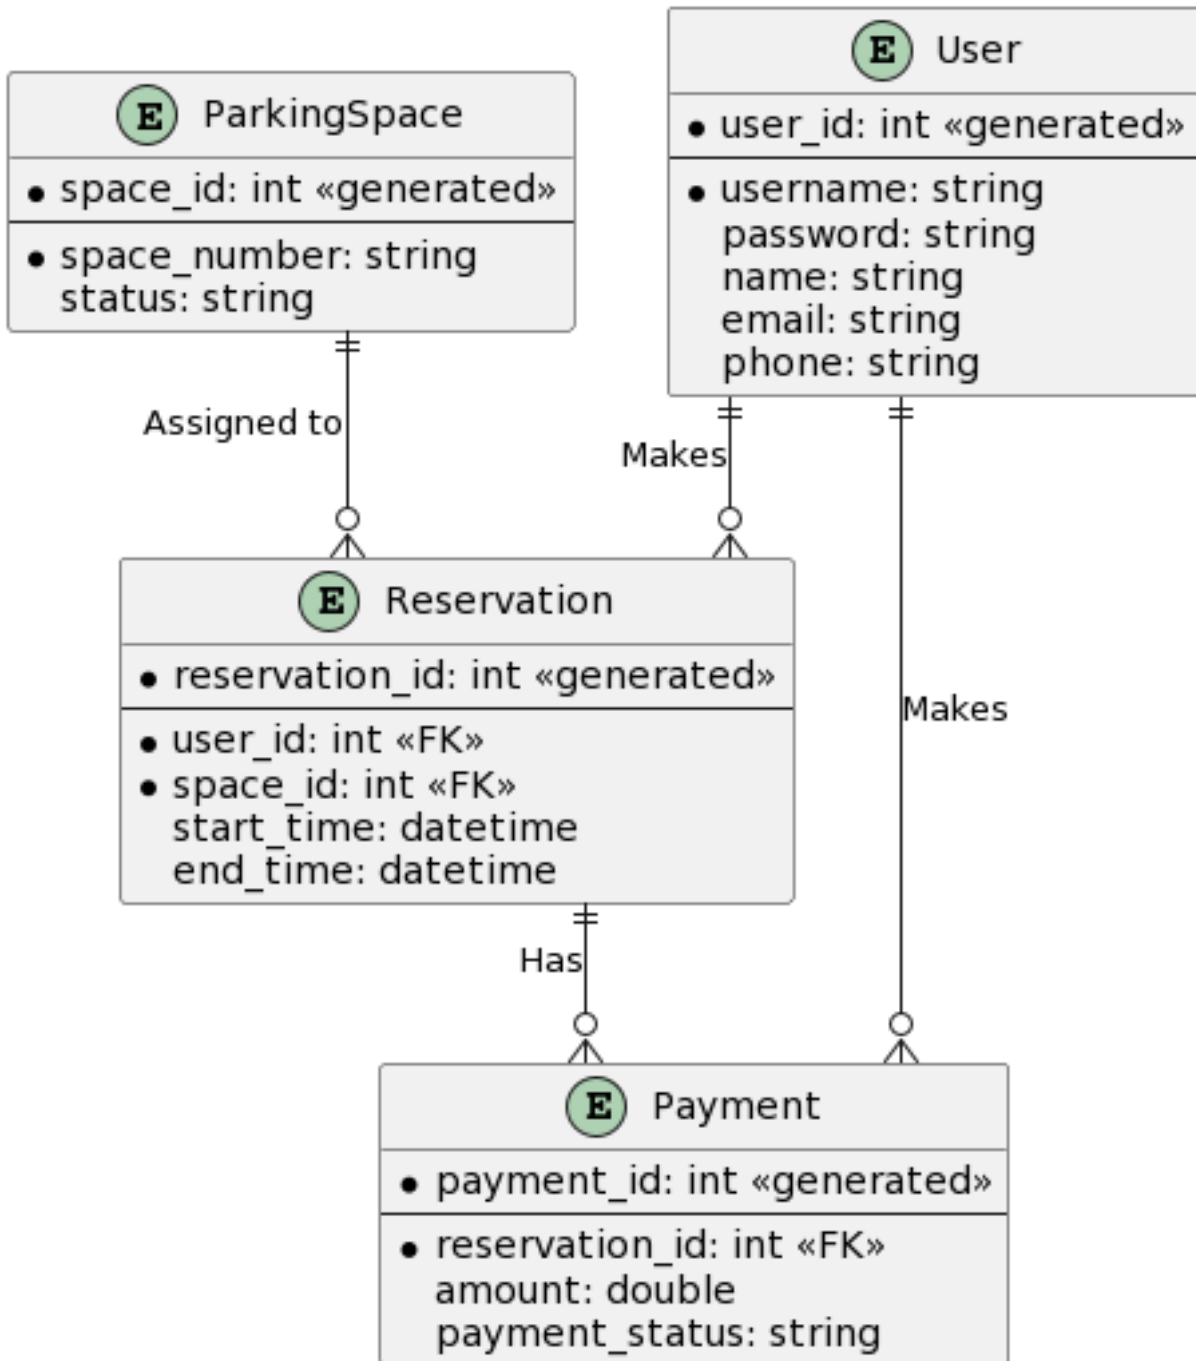 E ParkingSpace
space_id: int «generated»
space_number: string
status: string
E User
user_id: int «generated»
username: string
password: string
name: string
email: string
phone: string
Assigned to
Makes
E Reservation
reservation_id: int «generated»
user_id: int «FK»
space_id: int «FK»
start_time: datetime
end_time: datetime
Makes
Has
E Payment
payment_id: int «generated»
reservation_id: int «FK»
amount: double
payment_status: string